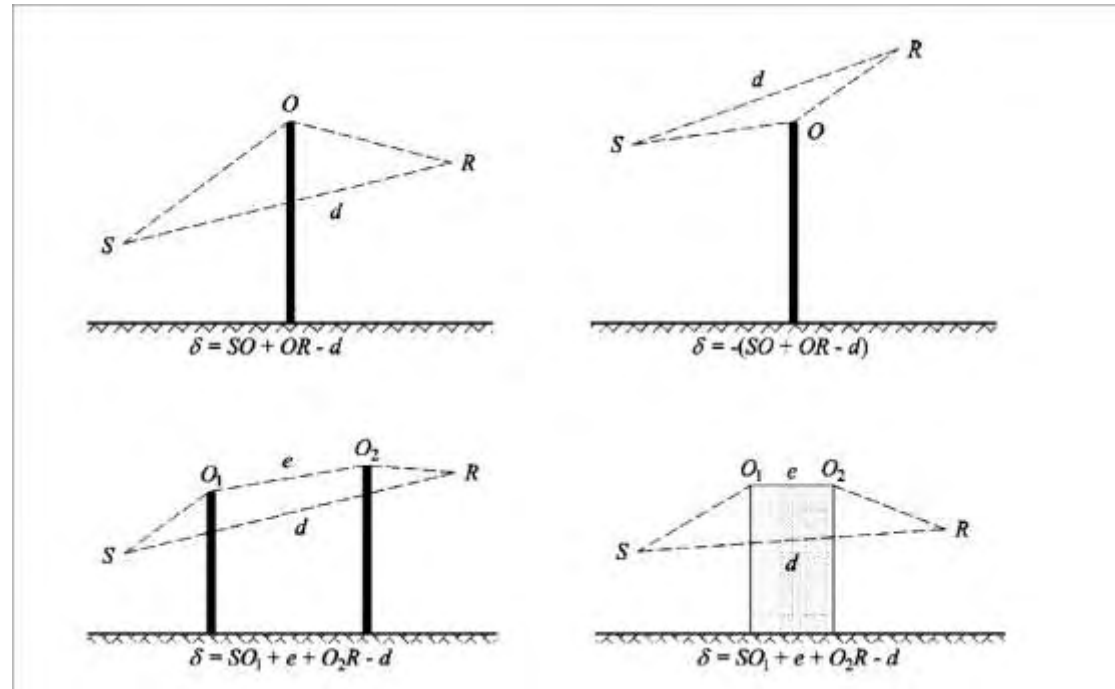 O
S
R
d
δ = SO + OR - d
d
R
S
O
δ = -(SO + OR - d)
O₁
e
O₂
R
S
d
δ = SO₁ + e + O₂R - d
O₁
e
O₂
S
R
d
δ = SO₁ + e + O₂R - d